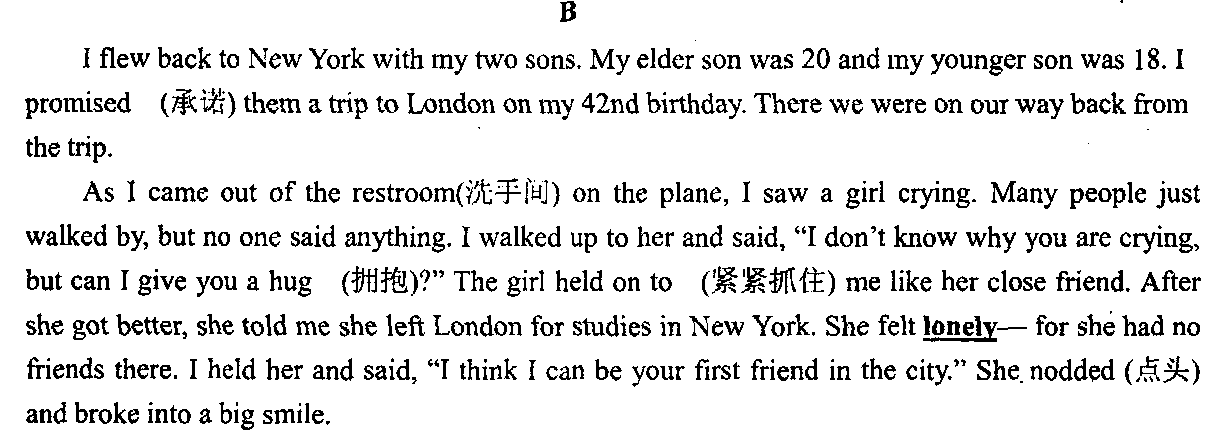 B
I flew back to New York with my two sons. My elder son was 20 and my younger son was 18. I
promised (承诺) them a trip to London on my 42nd birthday. There we were on our way back from
the trip.
As I came out of the restroom(洗手间) on the plane, I saw a girl crying. Many people just
walked by, but no one said anything. I walked up to her and said, “I don’t know why you are crying,
but can I give you a hug (拥抱)?” The girl held on to (紧紧抓住) me like her close friend. After
she got better, she told me she left London for studies in New York. She felt lonely— for she had no
friends there. I held her and said, “I think I can be your first friend in the city.” She nodded (点头)
and broke into a big smile.